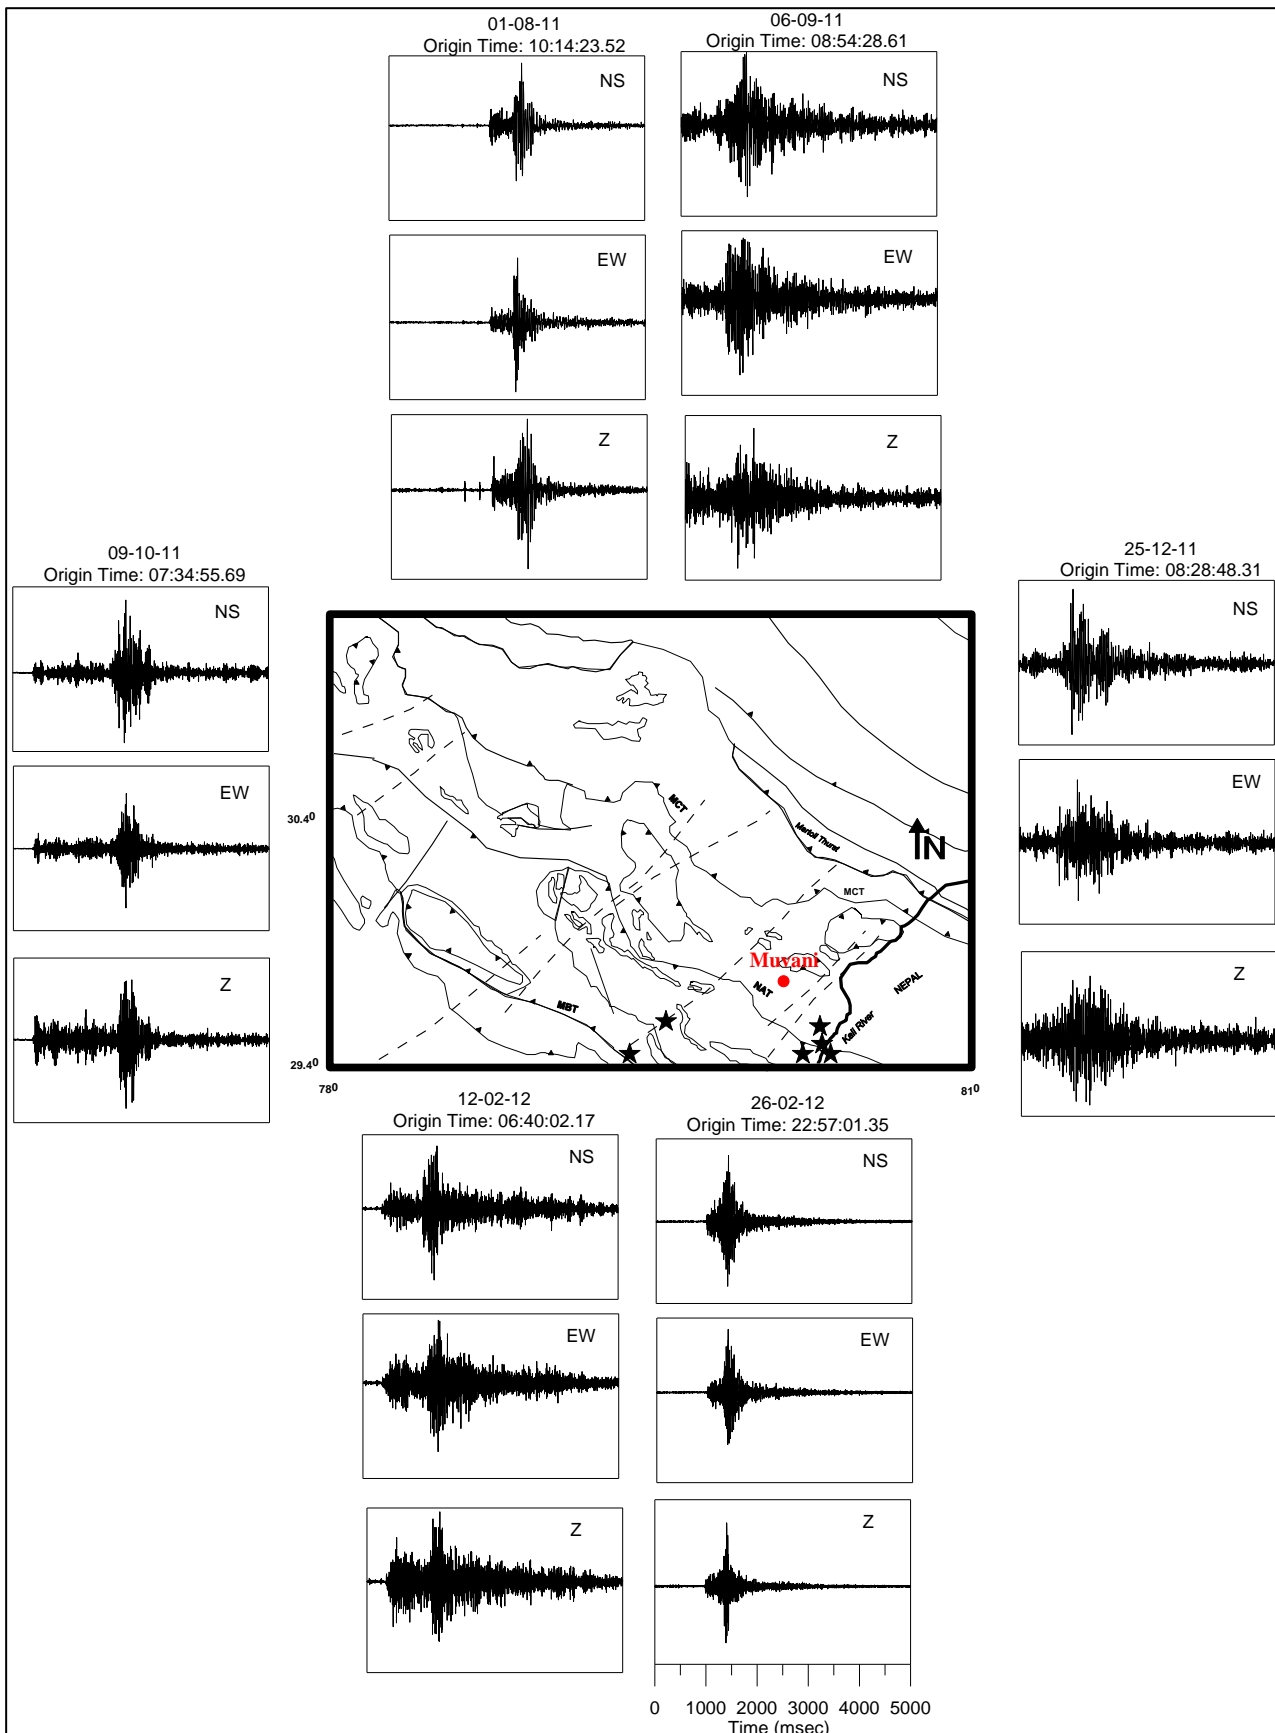 01-08-11
Origin Time: 10:14:23.52
06-09-11
Origin Time: 08:54:28.61
NS
NS
EW
EW
Z
Z
09-10-11
Origin Time: 07:34:55.69
25-12-11
Origin Time: 08:28:48.31
NS
EW
Z
NS
EW
Z
30.4⁰
29.4⁰
78⁰
81⁰
MCT
Martoli Thurst
N
MCT
Muvani
NAT
NEPAL
MBT
Kali River
12-02-12
Origin Time: 06:40:02.17
26-02-12
Origin Time: 22:57:01.35
NS
NS
EW
EW
Z
Z
0 1000 2000 3000 4000 5000
Time (msec)